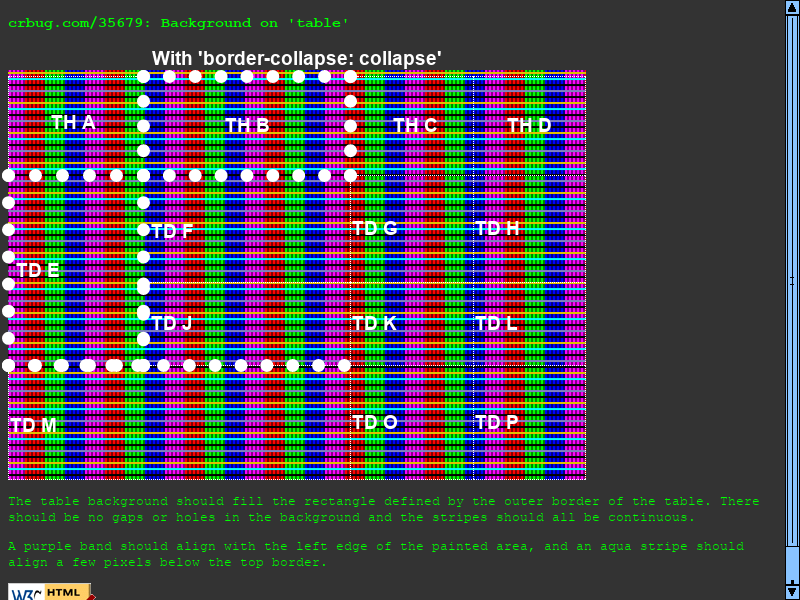 crbug.com/35679: Background on 'table'
With 'border-collapse: collapse'
TH A TH B TH C TH D
TD F TD G TD H
TD E
TD J TD K TD L
TD M TD O TD P
The table background should fill the rectangle defined by the outer border of the table. There
should be no gaps or holes in the background and the stripes should all be continuous.
A purple band should align with the left edge of the painted area, and an aqua stripe should
align a few pixels below the top border.
W3C HTML